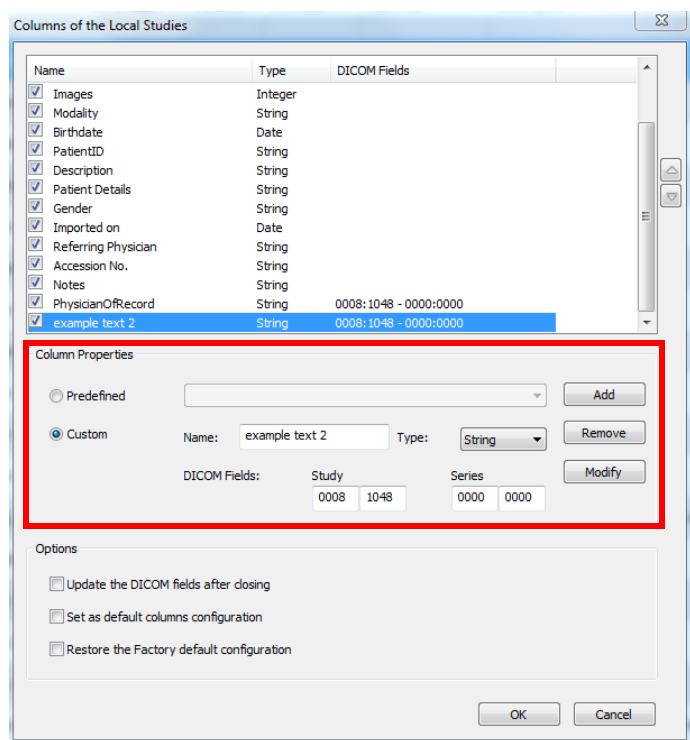 Columns of the Local Studies
Name Type DICOM Fields
Images Integer
Modality String
Birthdate Date
PatientID String
Description String
Patient Details String
Gender String
Imported on Date
Referring Physician String
Accession No. String
Notes String
PhysicianOfRecord String 0008:1048 - 0000:0000
example text 2 String 0008:1048 - 0000:0000
Column Properties
Predefined Add
Custom Name: example text 2 Type: String Remove
DICOM Fields: Study Series Modify
0008 1048 0000 0000
Options
Update the DICOM fields after closing
Set as default columns configuration
Restore the Factory default configuration
OK Cancel